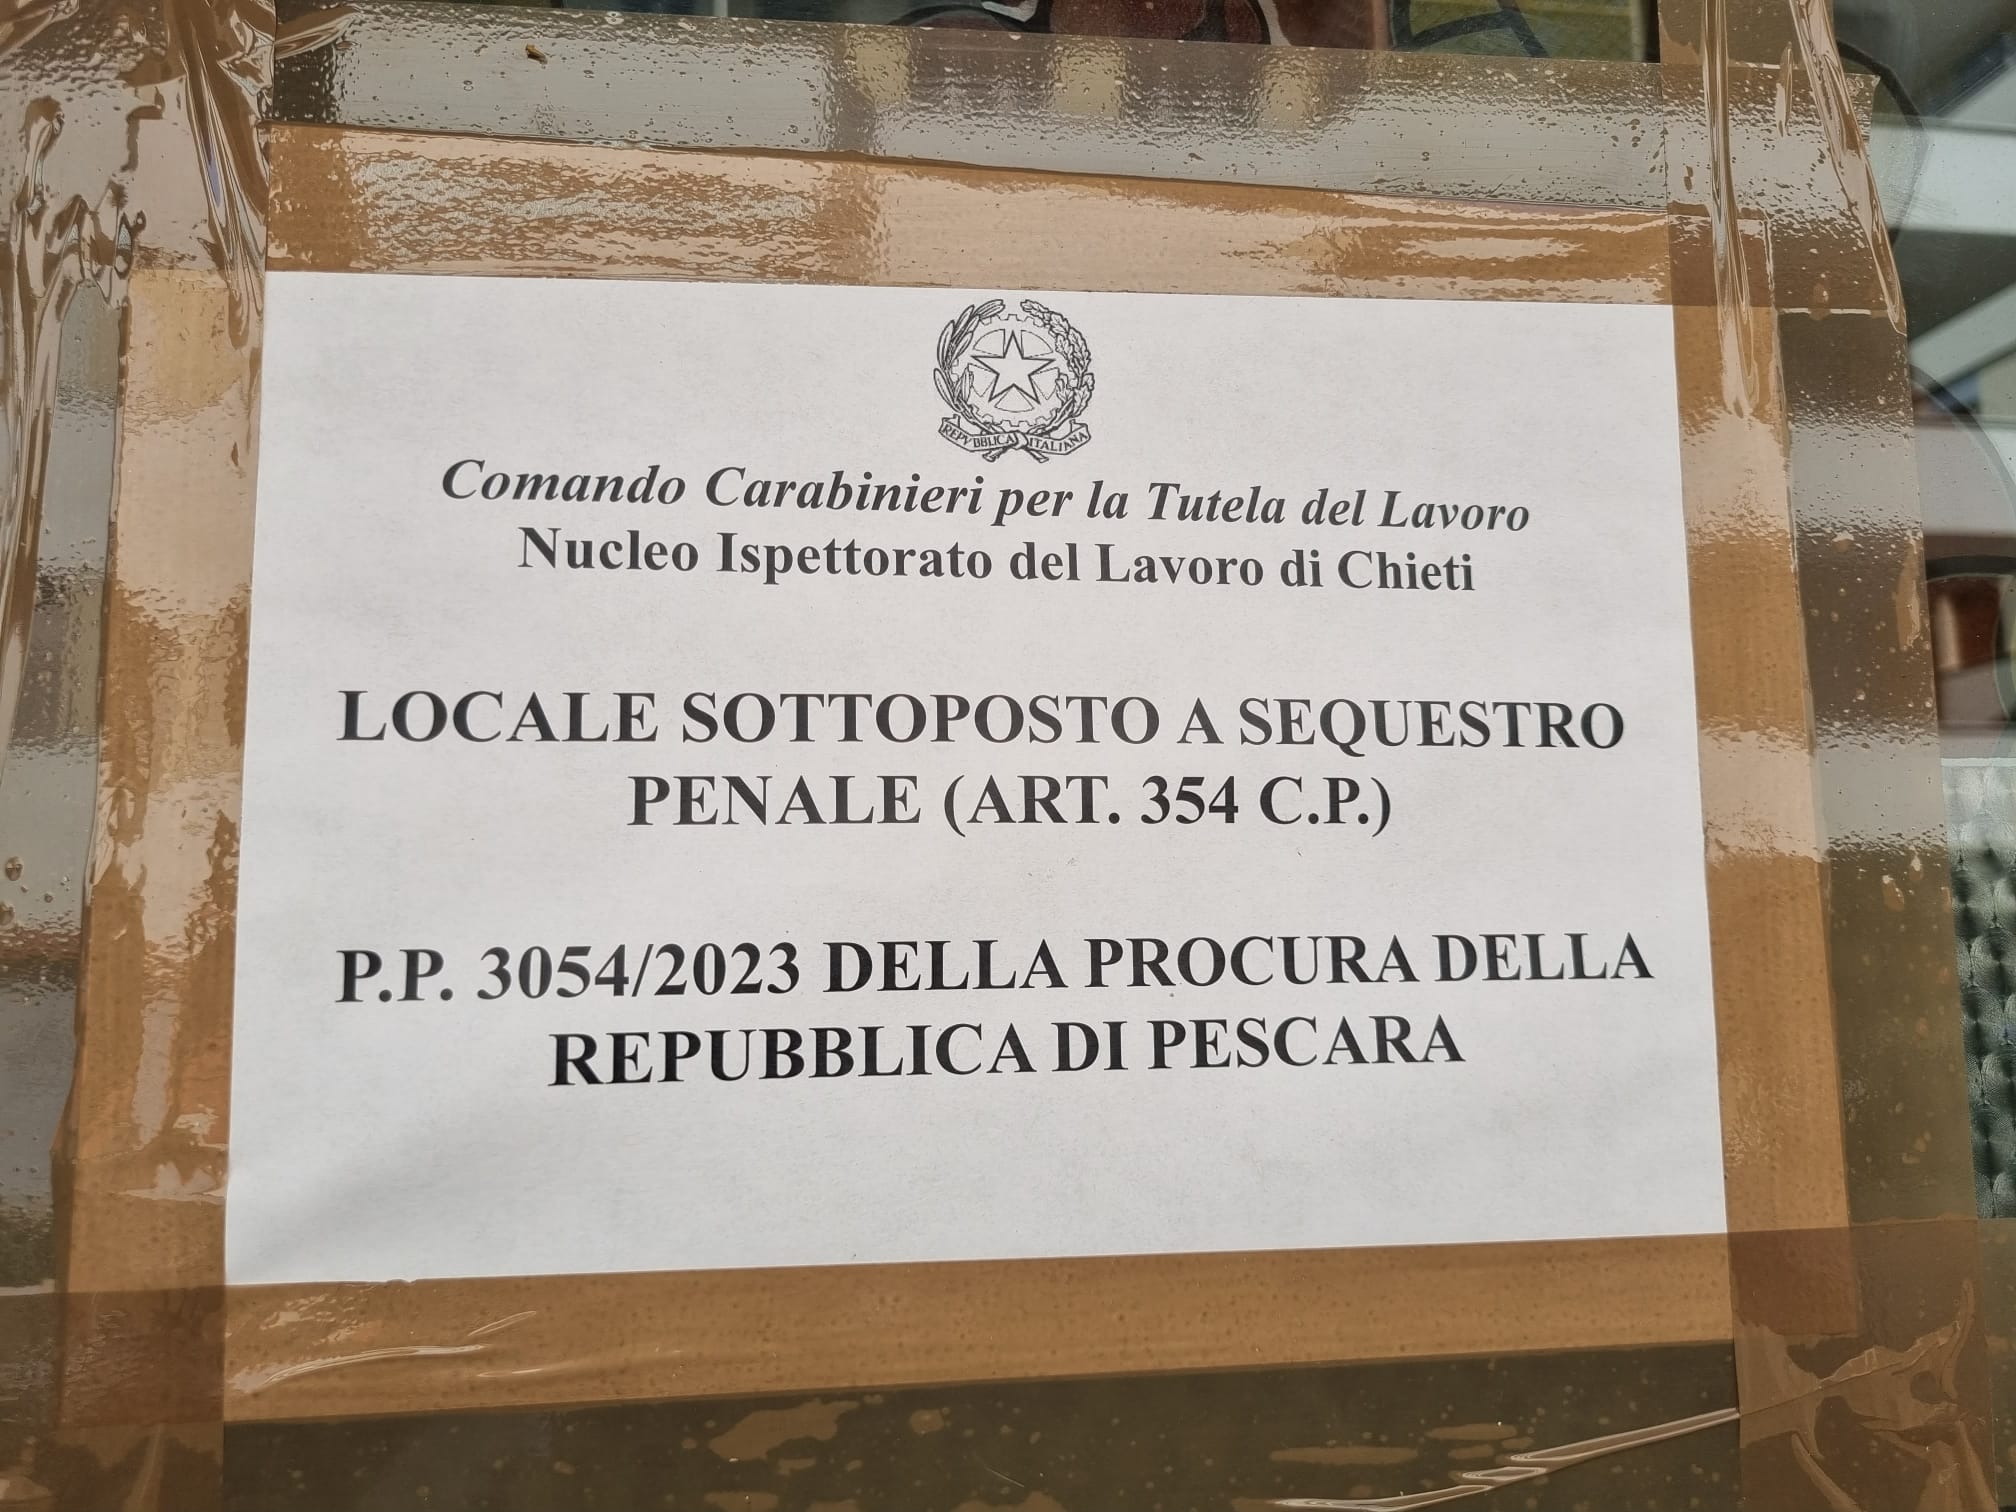 REPVBBLICA ITALIANA
Comando Carabinieri per la Tutela del Lavoro
Nucleo Ispettorato del Lavoro di Chieti
LOCALE SOTTOPOSTO A SEQUESTRO
PENALE (ART. 354 C.P.)
P.P. 3054/2023 DELLA PROCURA DELLA
REPUBBLICA DI PESCARA